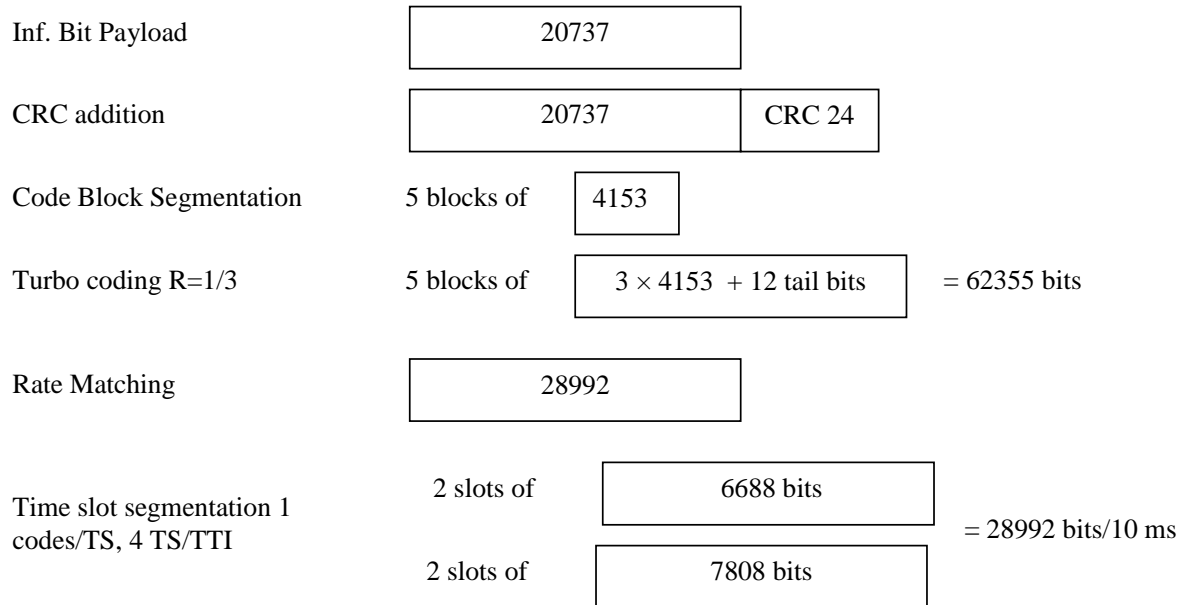 Inf. Bit Payload 20737
CRC addition 20737 CRC 24
Code Block Segmentation 5 blocks of 4153
Turbo coding R=1/3 5 blocks of 3 × 4153 + 12 tail bits = 62355 bits
Rate Matching 28992
2 slots of 6688 bits
Time slot segmentation 1
codes/TS, 4 TS/TTI
= 28992 bits/10 ms
2 slots of 7808 bits